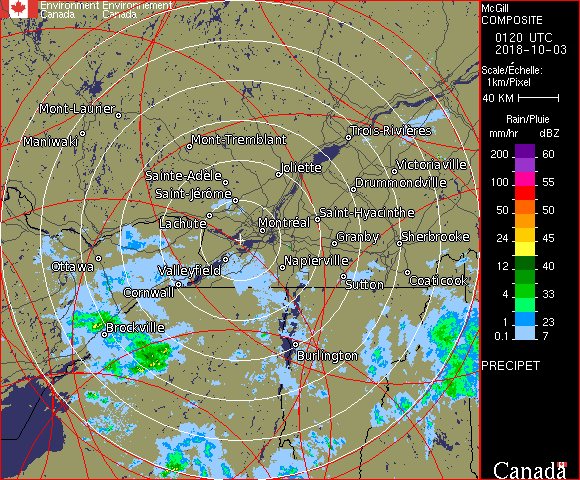 Environment Environnement
Canada Canada
McGill
COMPOSITE
0120 UTC
2018-10-03
Scale/Échelle:
1km/Pixel
40 KM
Rain/Pluie
mm/hr dBZ
200 60
100 55
50 50
24 45
12 40
4 33
1 23
0.1 7
PRECIPET
Canada
Mont-Laurier
Maniwaki
Mont-Tremblant
Trois-Rivières
Joliette
Victoriaville
Sainte-Adèle
Drummondville
Saint-Jérôme
Saint-Hyacinthe
Lachute
Montréal
Granby
Sherbrooke
Ottawa
Valleyfield
Napierville
Cornwall
Sutton
Coaticook
Brockville
Burlington